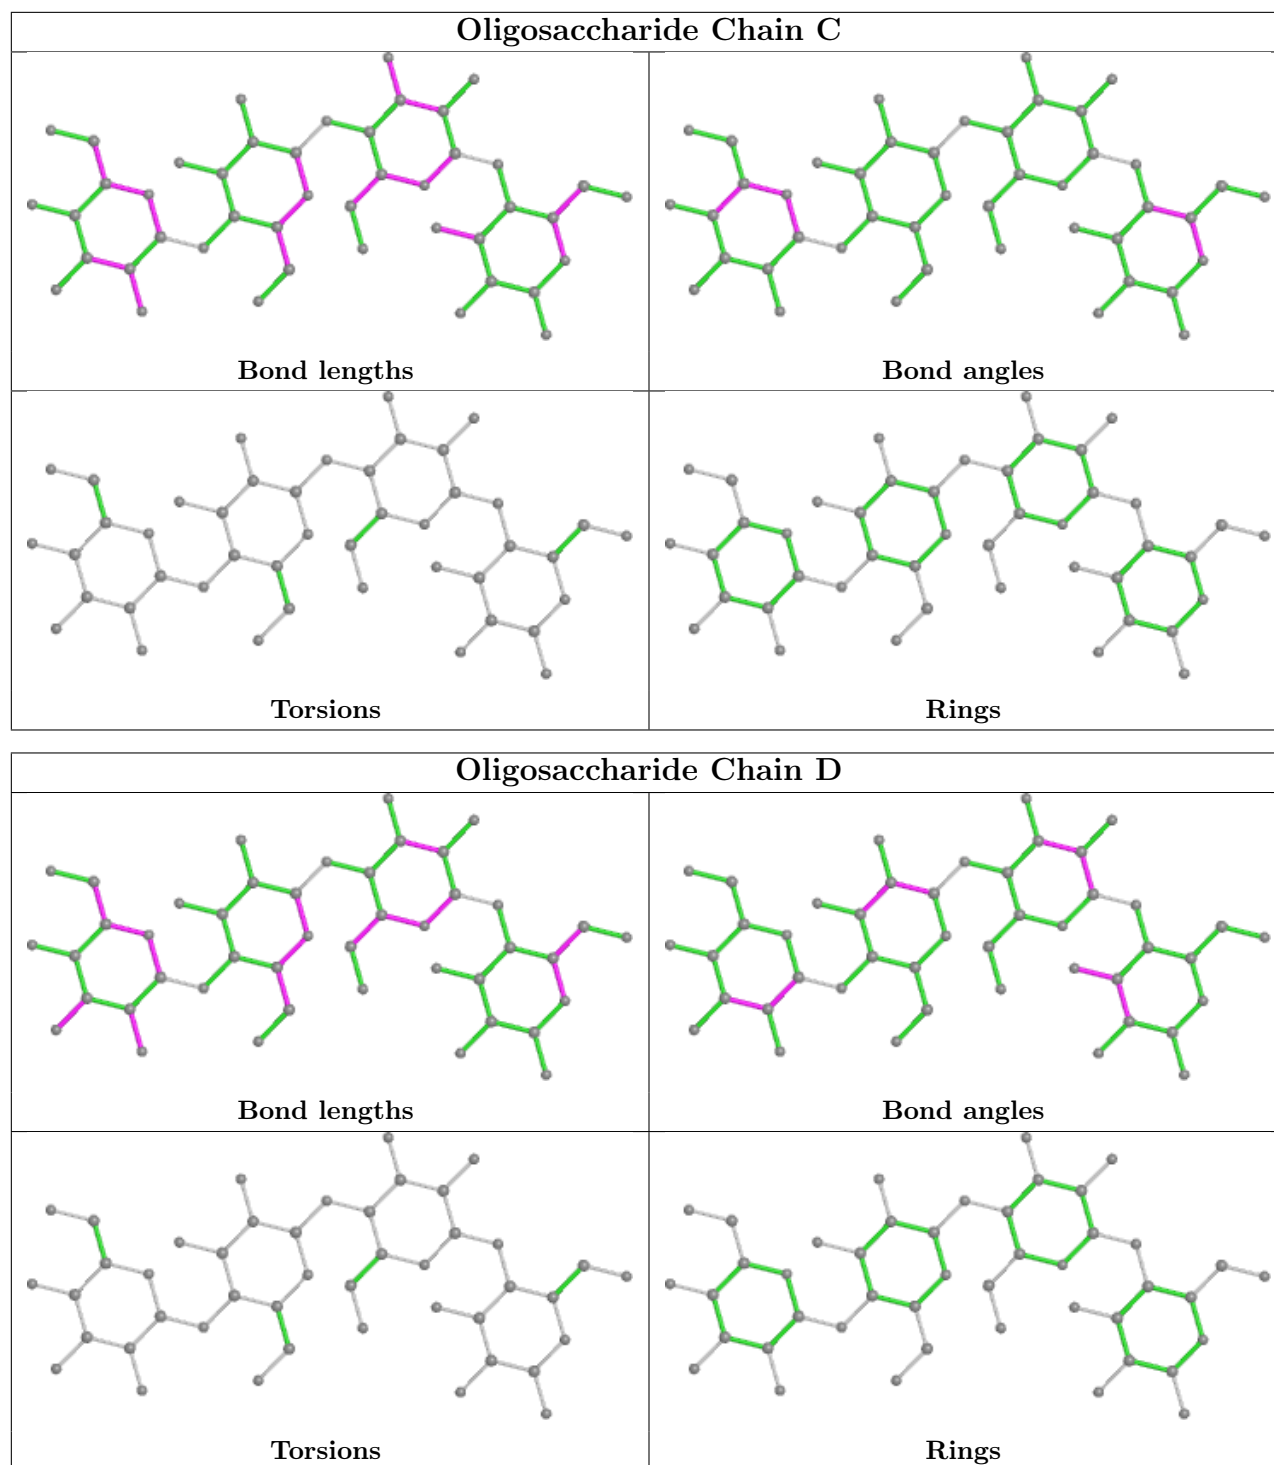 Oligosaccharide Chain C
Bond lengths
Bond angles
Torsions
Rings
Oligosaccharide Chain D
Bond lengths
Bond angles
Torsions
Rings